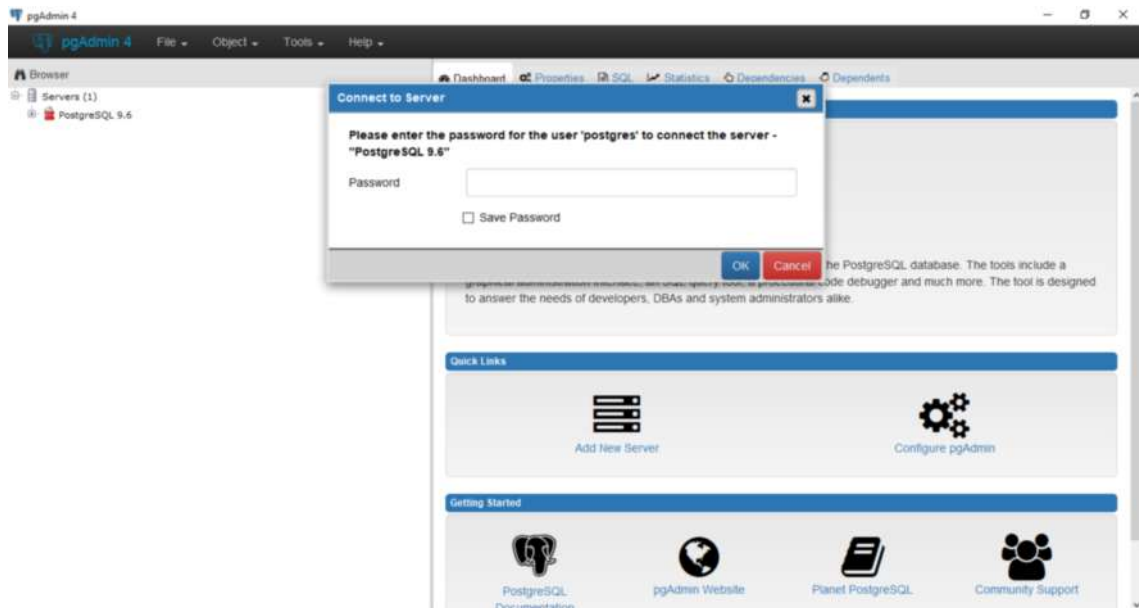 pgAdmin 4
pgAdmin 4 File Object Tools Help
Browser
Dashboard Properties SQL Statistics Dependencies Dependents
Servers (1)
PostgreSQL 9.6
Connect to Server
Please enter the password for the user 'postgres' to connect the server -
"PostgreSQL 9.6"
Password
Save Password
OK Cancel
he PostgreSQL database. The tools include a
code debugger and much more. The tool is designed
to answer the needs of developers, DBAs and system administrators alike.
Quick Links
Add New Server
Configure pgAdmin
Getting Started
PostgreSQL
Documentation
pgAdmin Website
Planet PostgreSQL
Community Support